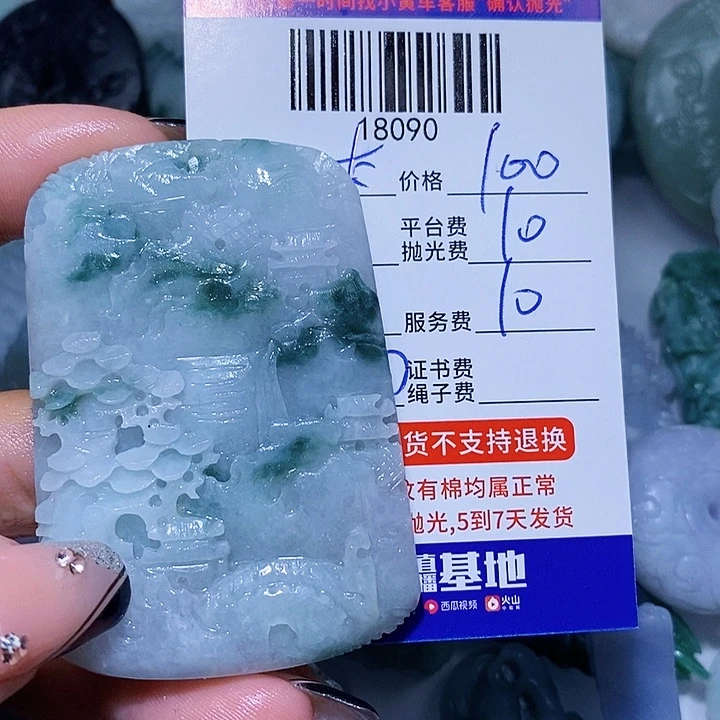 时间找小黄车客服"确认抛光"
18090
价格 100
平台费 10
抛光费
服务费 10
证书费
绳子费
货不支持退换
有棉均属正常
抛光,5到7天发货
基地
西瓜视频 火山